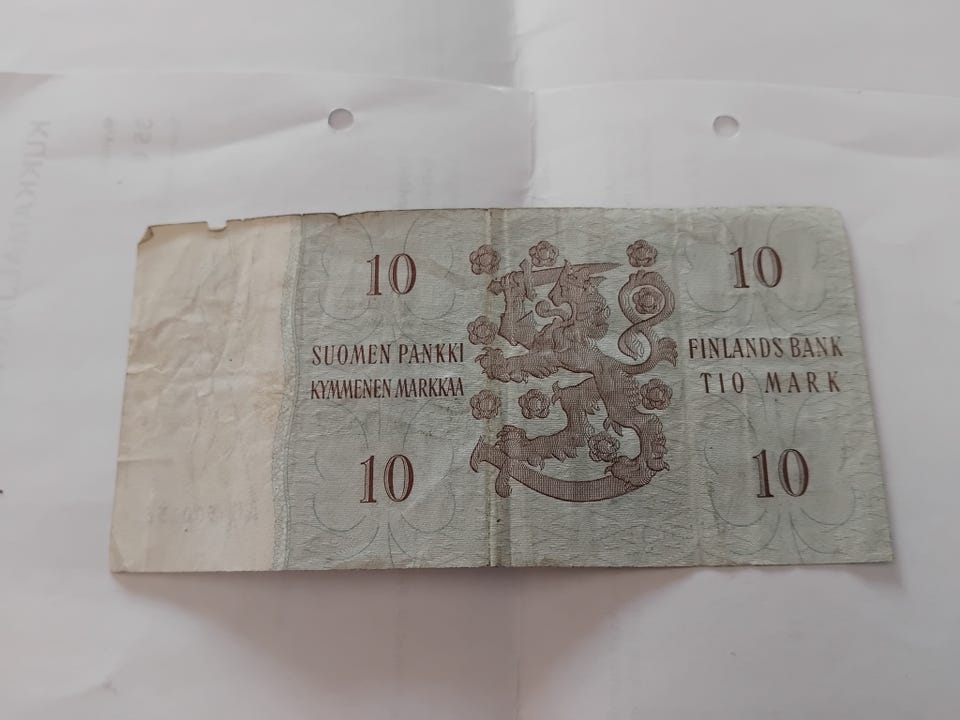 10
SUOMEN PANKKI
KYMMENEN MARKKAA
10
10
FINLANDS BANK
TIO MARK
10